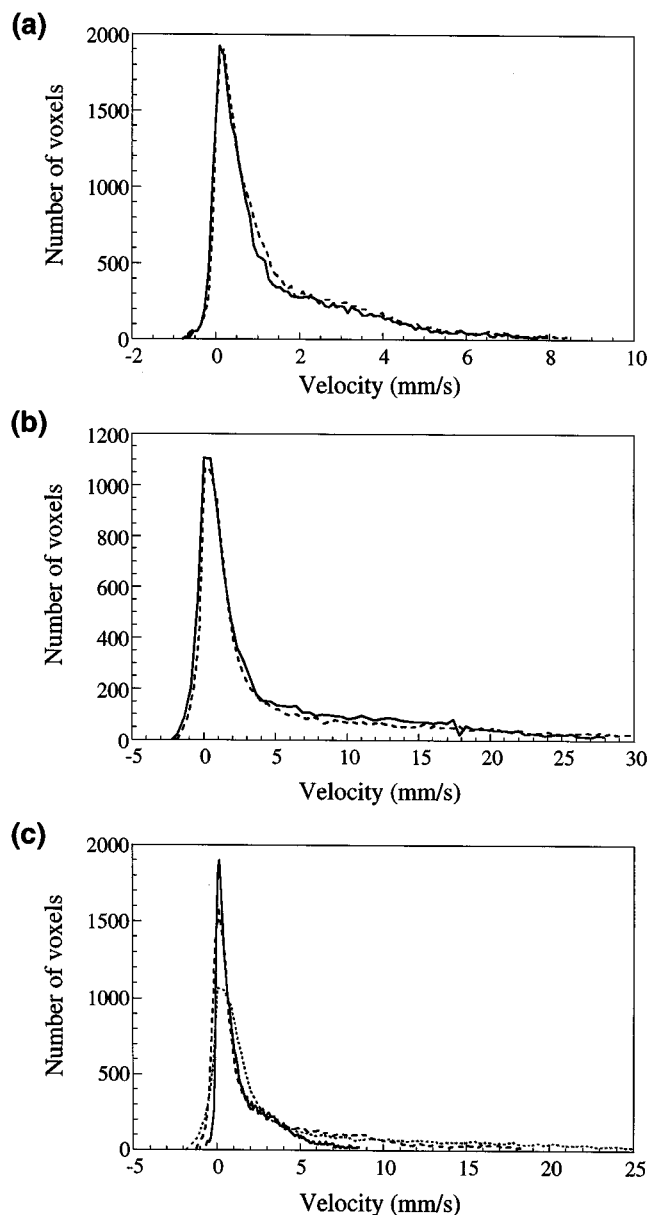 (a)
Number of voxels
2000
1500
1000
500
0
-2 0 2 4 6 8 10
Velocity (mm/s)
(b)
Number of voxels
1200
1000
800
600
400
200
0
-5 0 5 10 15 20 25 30
Velocity (mm/s)
(c)
Number of voxels
2000
1500
1000
500
0
-5 0 5 10 15 20 25
Velocity (mm/s)